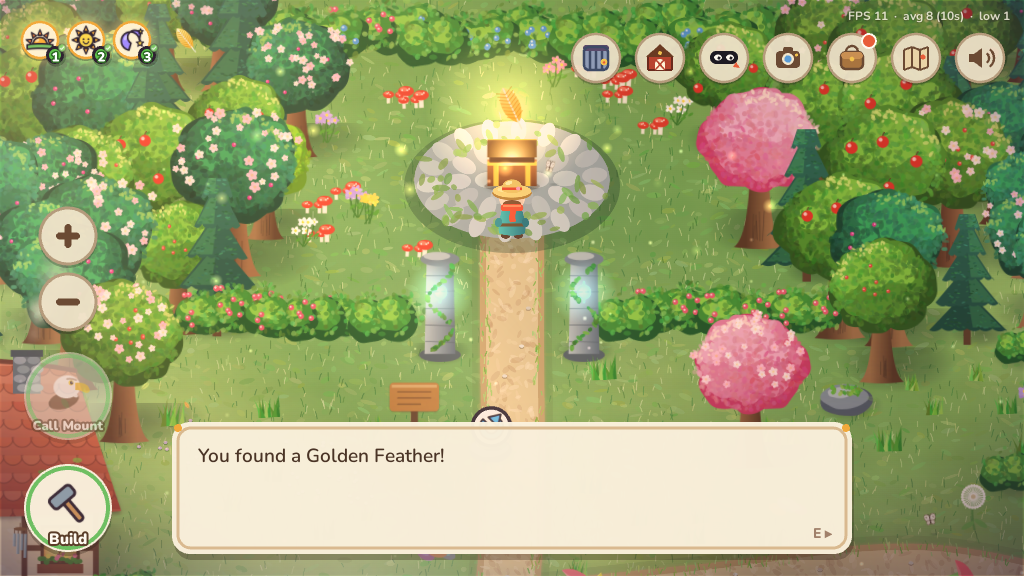 FPS 11 · avg 8 (10s) · low 1
1
2
3
Call Mount
Build
You found a Golden Feather!
E ▸